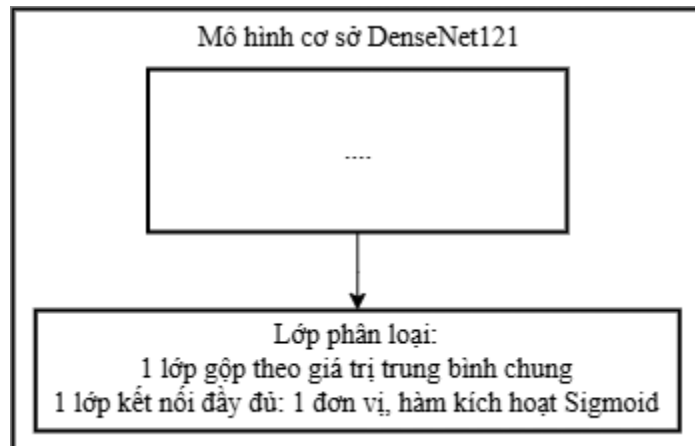 Mô hình cơ sở DenseNet121
----
Lớp phân loại:
1 lớp gộp theo giá trị trung bình chung
1 lớp kết nối đầy đủ: 1 đơn vị, hàm kích hoạt Sigmoid